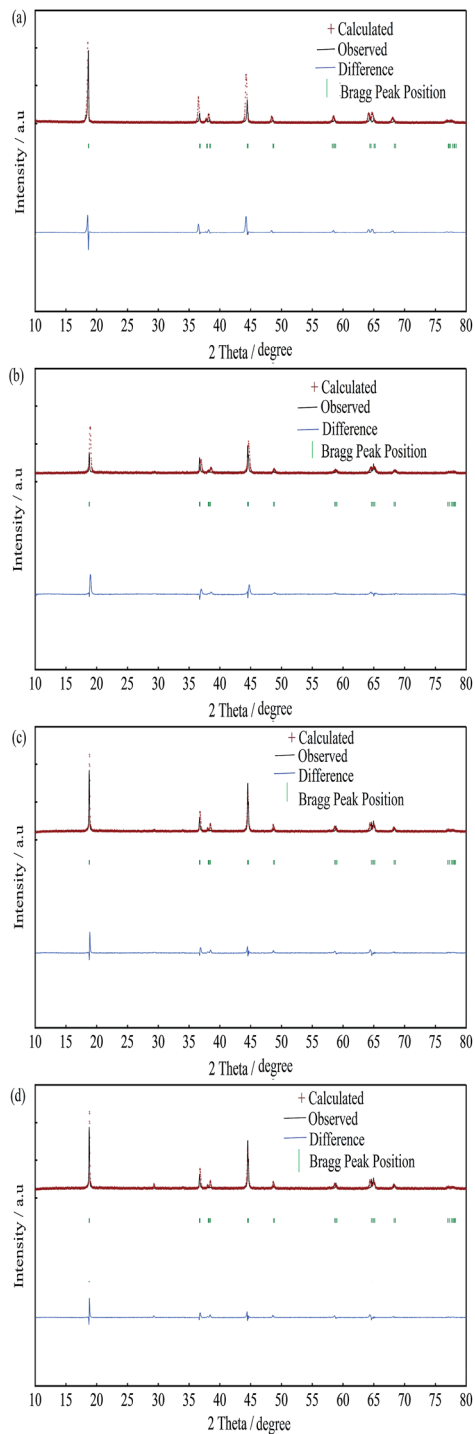 (a)
+ Calculated
Observed
Difference
Bragg Peak Position
Intensity / a.u
10 15 20 25 30 35 40 45 50 55 60 65 70 75 80
2 Theta / degree
(b)
+ Calculated
Observed
Difference
Bragg Peak Position
Intensity / a.u
10 15 20 25 30 35 40 45 50 55 60 65 70 75 80
2 Theta / degree
(c)
+ Calculated
Observed
Difference
Bragg Peak Position
Intensity / a.u
10 15 20 25 30 35 40 45 50 55 60 65 70 75 80
2 Theta / degree
(d)
+ Calculated
Observed
Difference
Bragg Peak Position
Intensity / a.u
10 15 20 25 30 35 40 45 50 55 60 65 70 75 80
2 Theta / degree